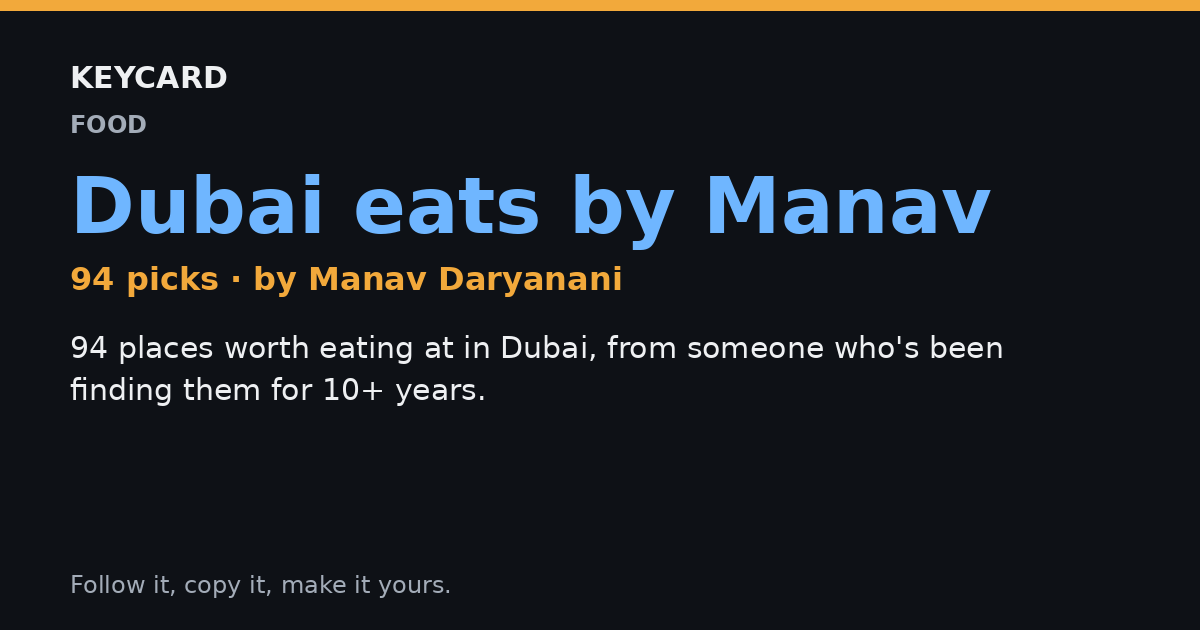 KEYCARD
FOOD
Dubai eats by Manav
94 picks · by Manav Daryanani
94 places worth eating at in Dubai, from someone who's been
finding them for 10+ years.
Follow it, copy it, make it yours.